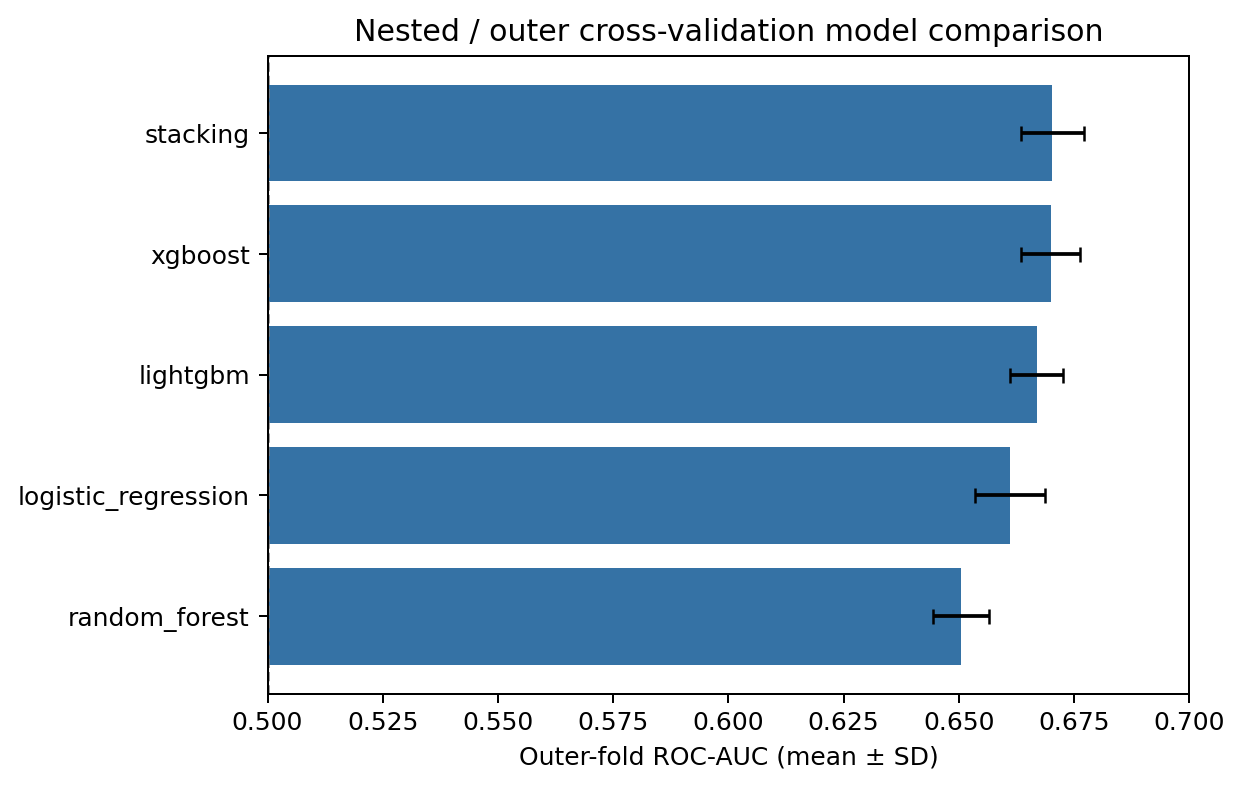 Nested / outer cross-validation model comparison
stacking
xgboost
lightgbm
logistic_regression
random_forest
0.500 0.525 0.550 0.575 0.600 0.625 0.650 0.675 0.700
Outer-fold ROC-AUC (mean ± SD)